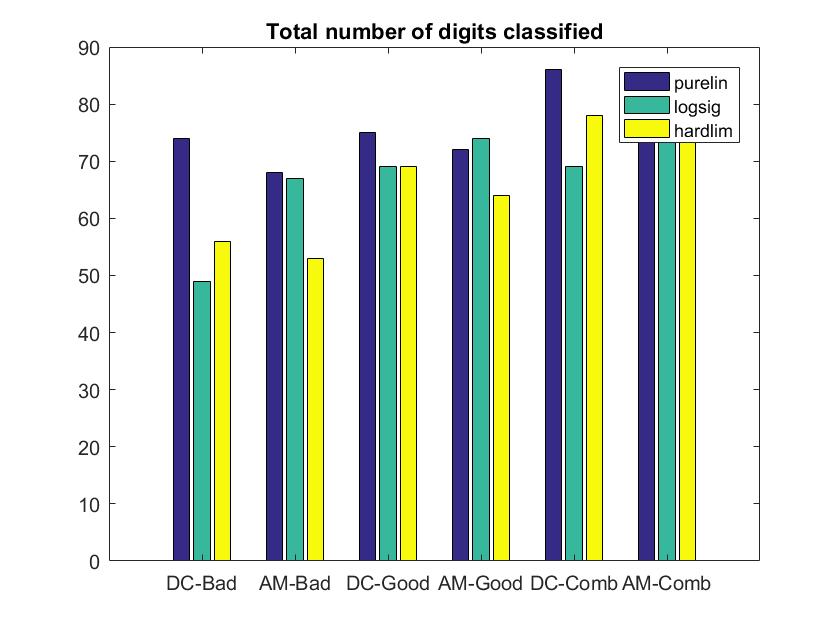 Total number of digits classified
90
80
70
60
50
40
30
20
10
0
purelin
logsig
hardlim
DC-Bad AM-Bad DC-Good AM-Good DC-Comb AM-Comb